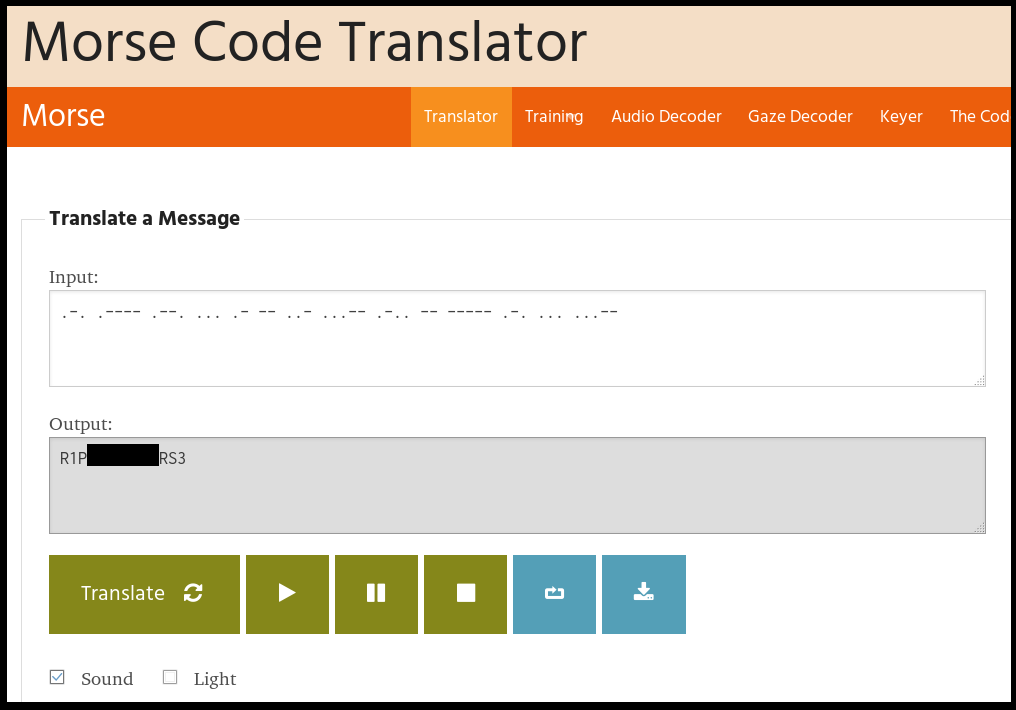 Morse Code Translator
Morse
Translator Training Audio Decoder Gaze Decoder Keyer The Cod
Translate a Message
Input:
.-. .---- .--. ... .- -- ..- ...-- .-.. -- ----- .-. ... ...--
Output:
R1P RS3
Translate
Sound Light